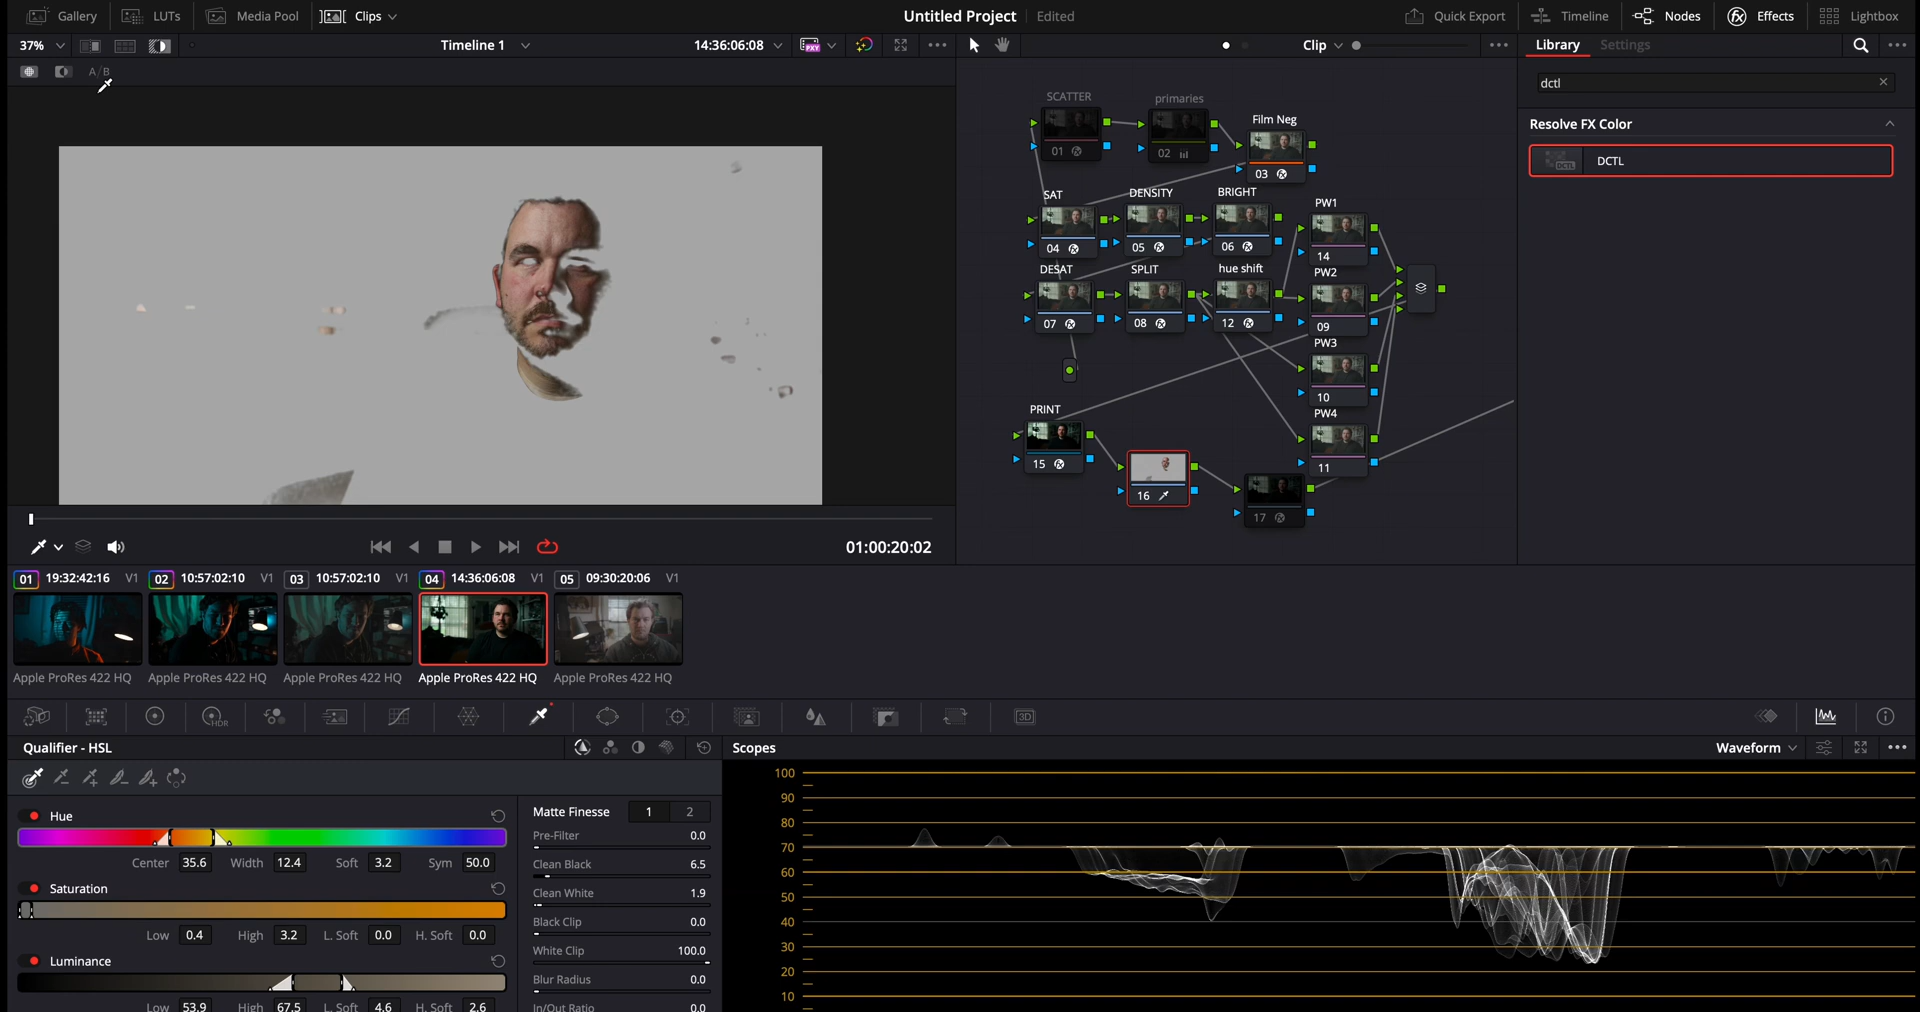 Gallery LUTs Media Pool Clips Untitled Project Edited Quick Export Timeline Nodes Effects Lightbox
37% Timeline 1 14:36:06:08 PXY Clip Library Settings
A/B
dctl
Resolve FX Color
DCTL DCTL
SCATTER primaries Film Neg
01 02 03
SAT DENSITY BRIGHT PW1
04 05 06 14
DESAT SPLIT hue shift PW2
07 08 12 09
PW3
10
PRINT PW4
15 16 17 11
01:00:20:02
01 19:32:42:16 V1 02 10:57:02:10 V1 03 10:57:02:10 V1 04 14:36:06:08 V1 05 09:30:20:06 V1
Apple ProRes 422 HQ Apple ProRes 422 HQ Apple ProRes 422 HQ Apple ProRes 422 HQ Apple ProRes 422 HQ
HDR 3D
Qualifier - HSL Scopes Waveform
Hue
Center 35.6 Width 12.4 Soft 3.2 Sym 50.0
Saturation
Low 0.4 High 3.2 L. Soft 0.0 H. Soft 0.0
Luminance
Low 53.9 High 67.5 L. Soft 4.6 H. Soft 2.6
Matte Finesse 1 2
Pre-Filter 0.0
Clean Black 6.5
Clean White 1.9
Black Clip 0.0
White Clip 100.0
Blur Radius 0.0
In/Out Ratio 0.0
100
90
80
70
60
50
40
30
20
10